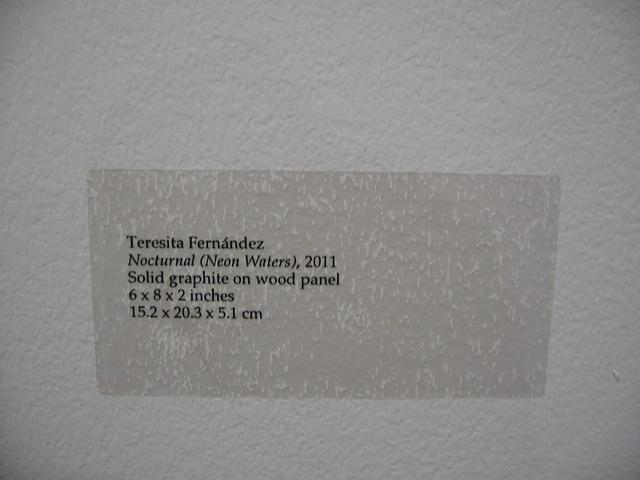 Teresita Fernández
Nocturnal (Neon Waters), 2011
Solid graphite on wood panel
6 x 8 x 2 inches
15.2 x 20.3 x 5.1 cm